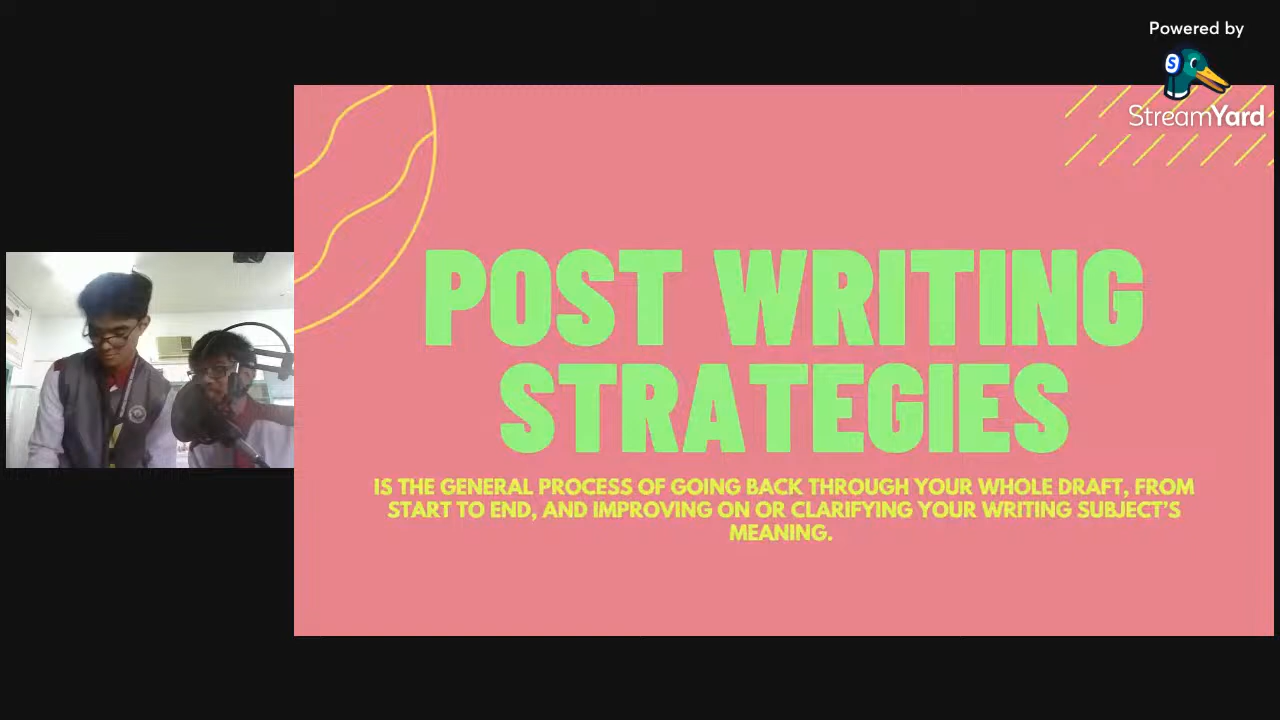 Powered by
S
StreamYard
POST WRITING
STRATEGIES
IS THE GENERAL PROCESS OF GOING BACK THROUGH YOUR WHOLE DRAFT, FROM
START TO END, AND IMPROVING ON OR CLARIFYING YOUR WRITING SUBJECT'S
MEANING.